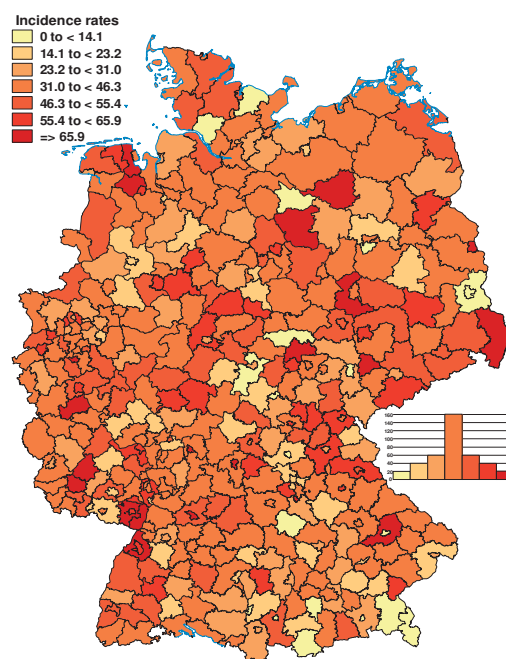 Incidence rates
0 to < 14.1
14.1 to < 23.2
23.2 to < 31.0
31.0 to < 46.3
46.3 to < 55.4
55.4 to < 65.9
=> 65.9
160
140
120
100
80
60
40
20
0